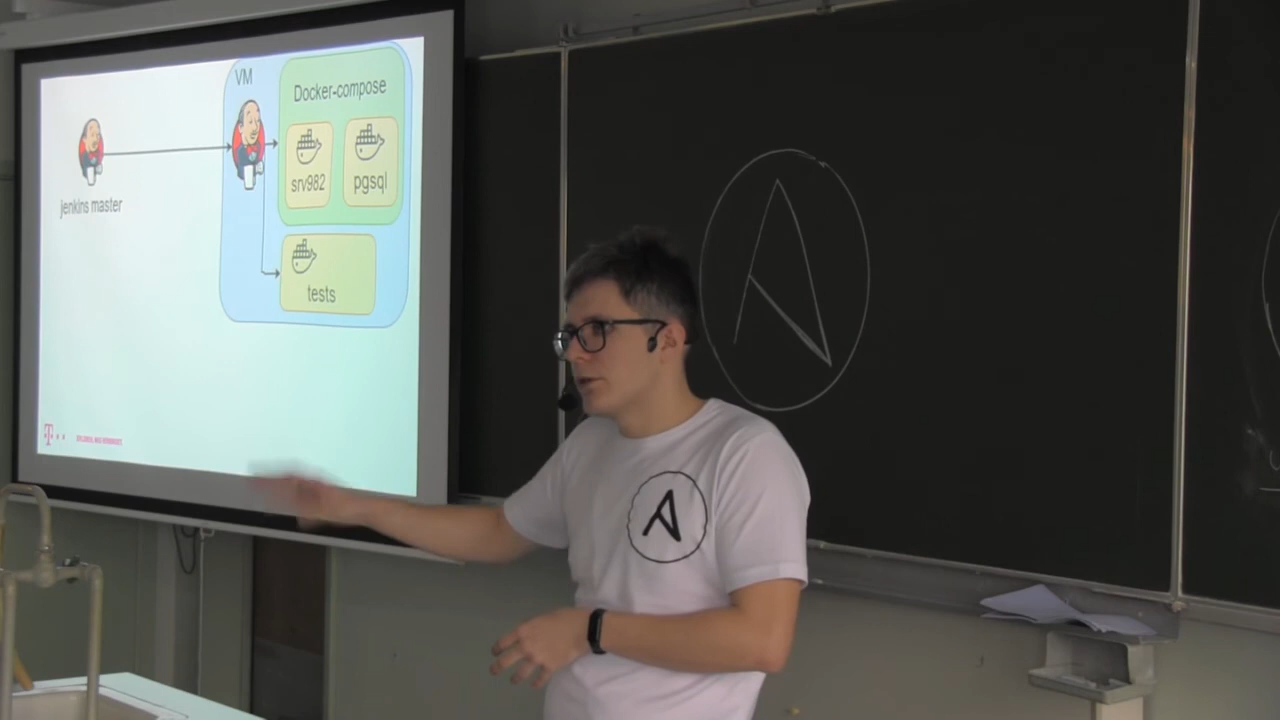 VM
Docker-compose
srv982
pgsql
jenkins master
tests
T